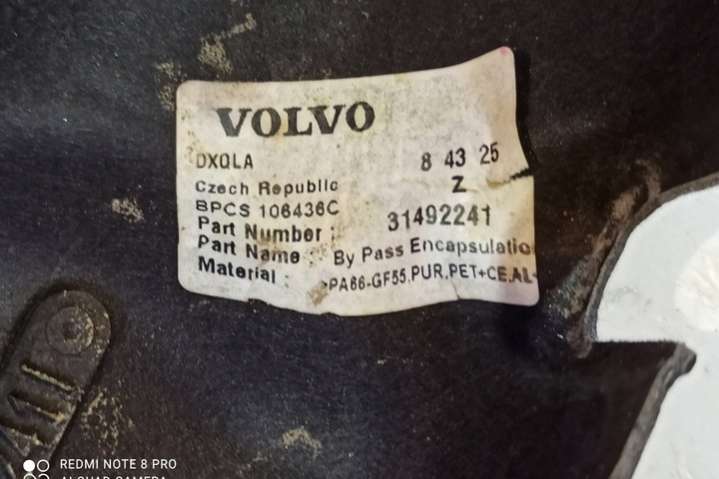 VOLVO
DXQLA 8 43 25
Czech Republic Z
BPCS 106436C
Part Number : 31492241
Part Name : By Pass Encapsulatio
Material : >PA66-GF55,PUR,PET+CE,AL
REDMI NOTE 8 PRO